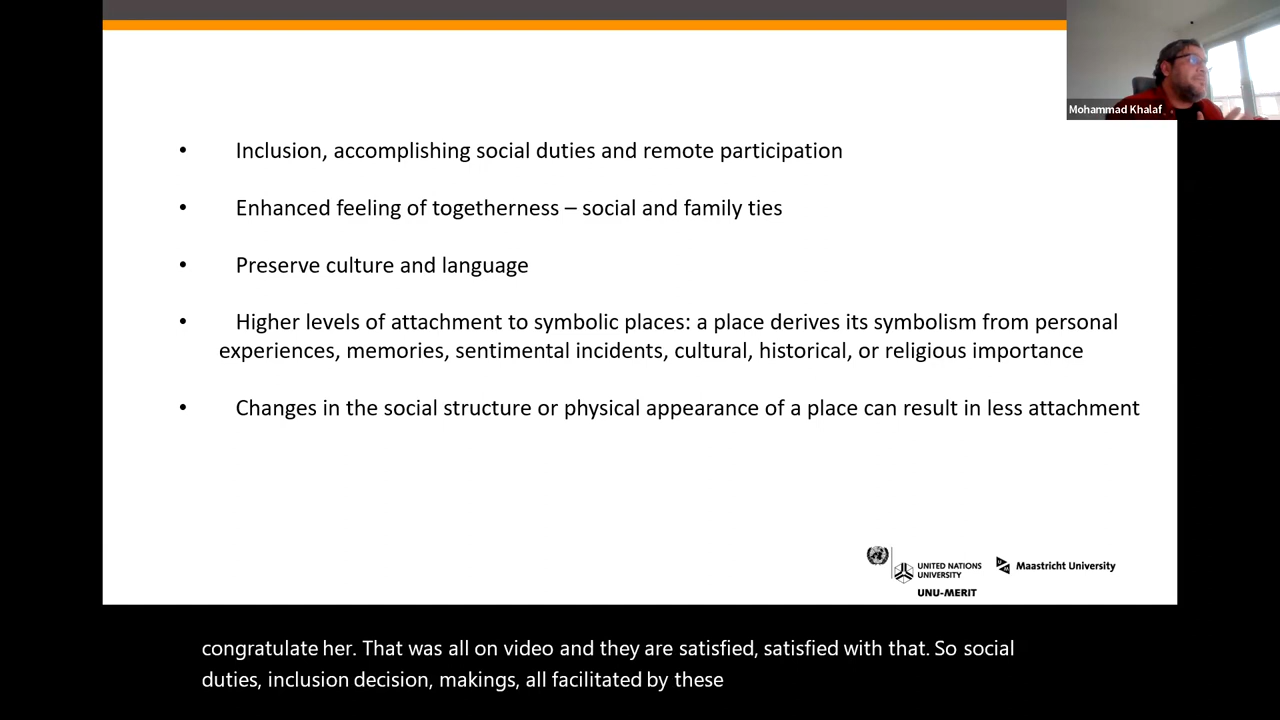 Mohammad Khalaf
• Inclusion, accomplishing social duties and remote participation
• Enhanced feeling of togetherness – social and family ties
• Preserve culture and language
• Higher levels of attachment to symbolic places: a place derives its symbolism from personal
experiences, memories, sentimental incidents, cultural, historical, or religious importance
• Changes in the social structure or physical appearance of a place can result in less attachment
UNITED NATIONS
UNIVERSITY
UNU-MERIT
Maastricht University
congratulate her. That was all on video and they are satisfied, satisfied with that. So social
duties, inclusion decision, makings, all facilitated by these